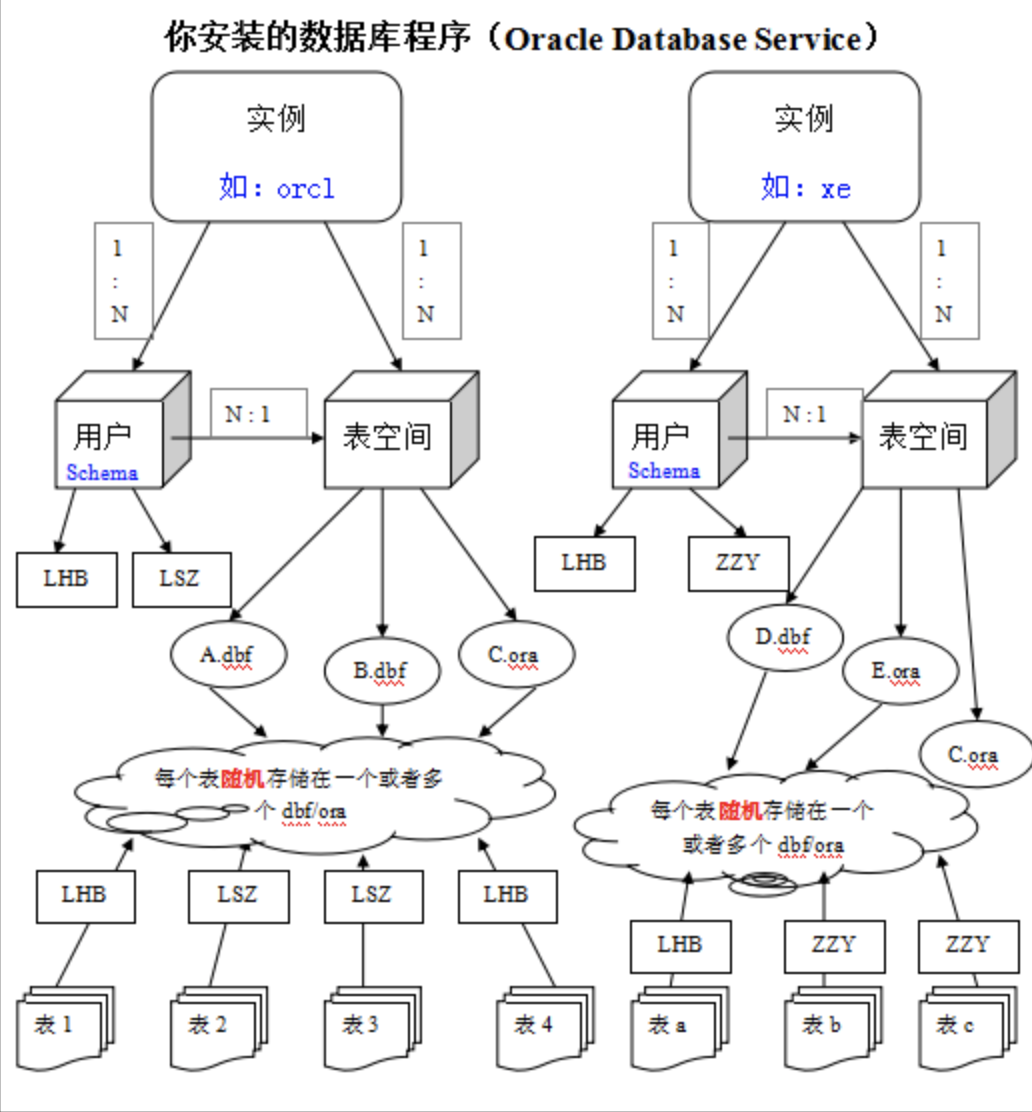 你安装的数据库程序（Oracle Database Service）
实例
如：orcl
实例
如：xe
1
:
N
1
:
N
1
:
N
1
:
N
用户
Schema
N : 1
表空间
用户
Schema
N : 1
表空间
LHB
LSZ
LHB
ZZY
A.dbf
B.dbf
C.ora
D.dbf
E.ora
C.ora
每个表随机存储在一个或者多
个 dbf/ora
每个表随机存储在一个
或者多个 dbf/ora
LHB
LSZ
LSZ
LHB
LHB
ZZY
ZZY
表 1
表 2
表 3
表 4
表 a
表 b
表 c